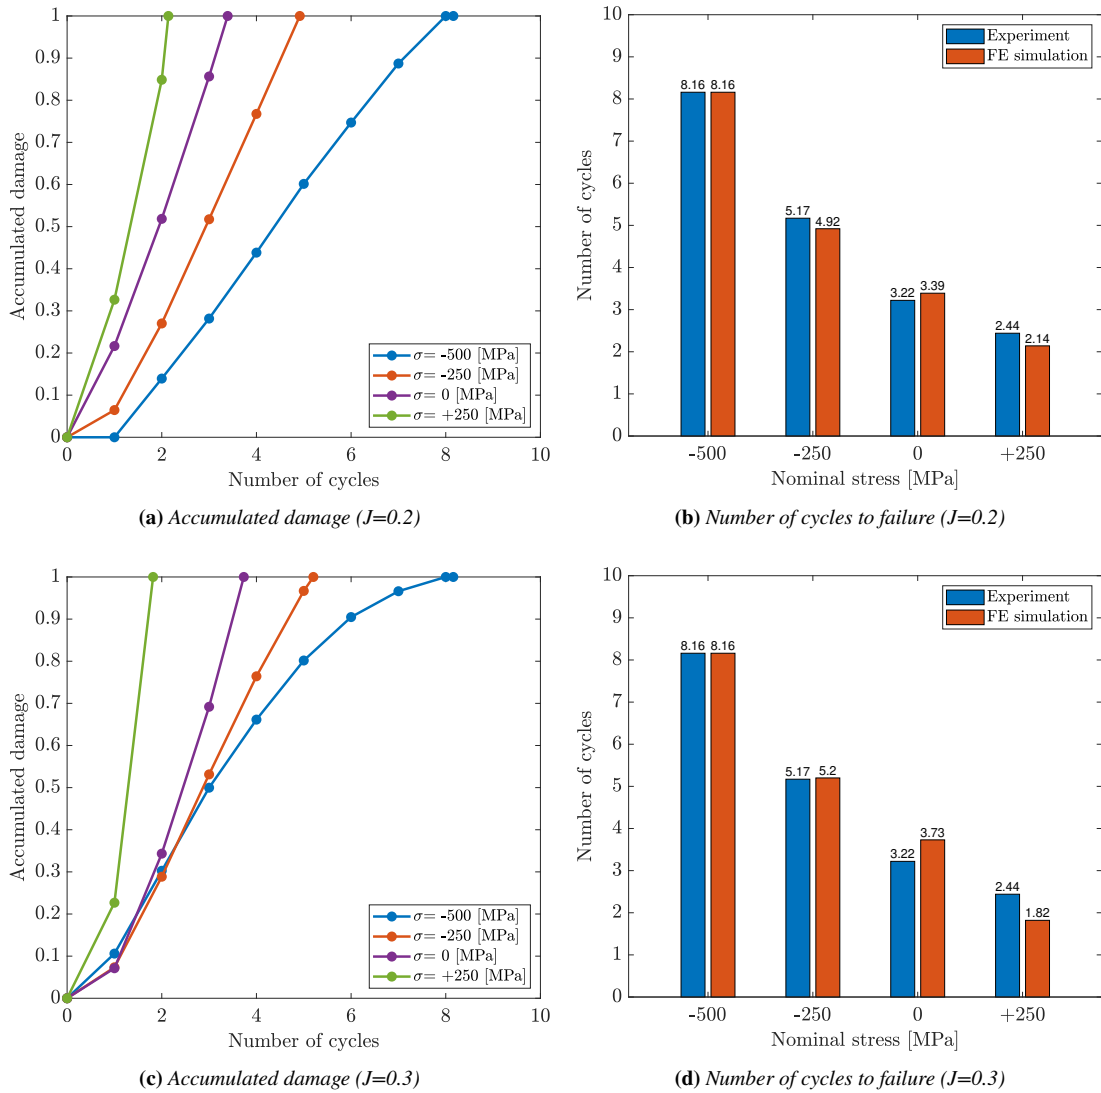 1
0.9
0.8
0.7
0.6
0.5
0.4
0.3
0.2
0.1
0
Accumulated damage
σ= -500 [MPa]
σ= -250 [MPa]
σ= 0 [MPa]
σ= +250 [MPa]
0 2 4 6 8 10
Number of cycles
(a) Accumulated damage (J=0.2)
10
9
8
7
6
5
4
3
2
1
0
Number of cycles
Experiment
FE simulation
8.16 8.16
5.17 4.92
3.22 3.39
2.44 2.14
-500 -250 0 +250
Nominal stress [MPa]
(b) Number of cycles to failure (J=0.2)
1
0.9
0.8
0.7
0.6
0.5
0.4
0.3
0.2
0.1
0
Accumulated damage
σ= -500 [MPa]
σ= -250 [MPa]
σ= 0 [MPa]
σ= +250 [MPa]
0 2 4 6 8 10
Number of cycles
(c) Accumulated damage (J=0.3)
10
9
8
7
6
5
4
3
2
1
0
Number of cycles
Experiment
FE simulation
8.16 8.16
5.17 5.2
3.22 3.73
2.44 1.82
-500 -250 0 +250
Nominal stress [MPa]
(d) Number of cycles to failure (J=0.3)